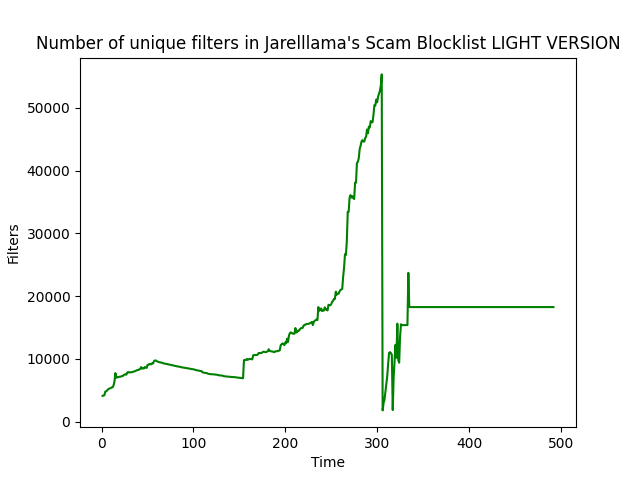 Number of unique filters in Jarelllama's Scam Blocklist LIGHT VERSION
50000
40000
30000
20000
10000
0
Filters
0 100 200 300 400 500
Time